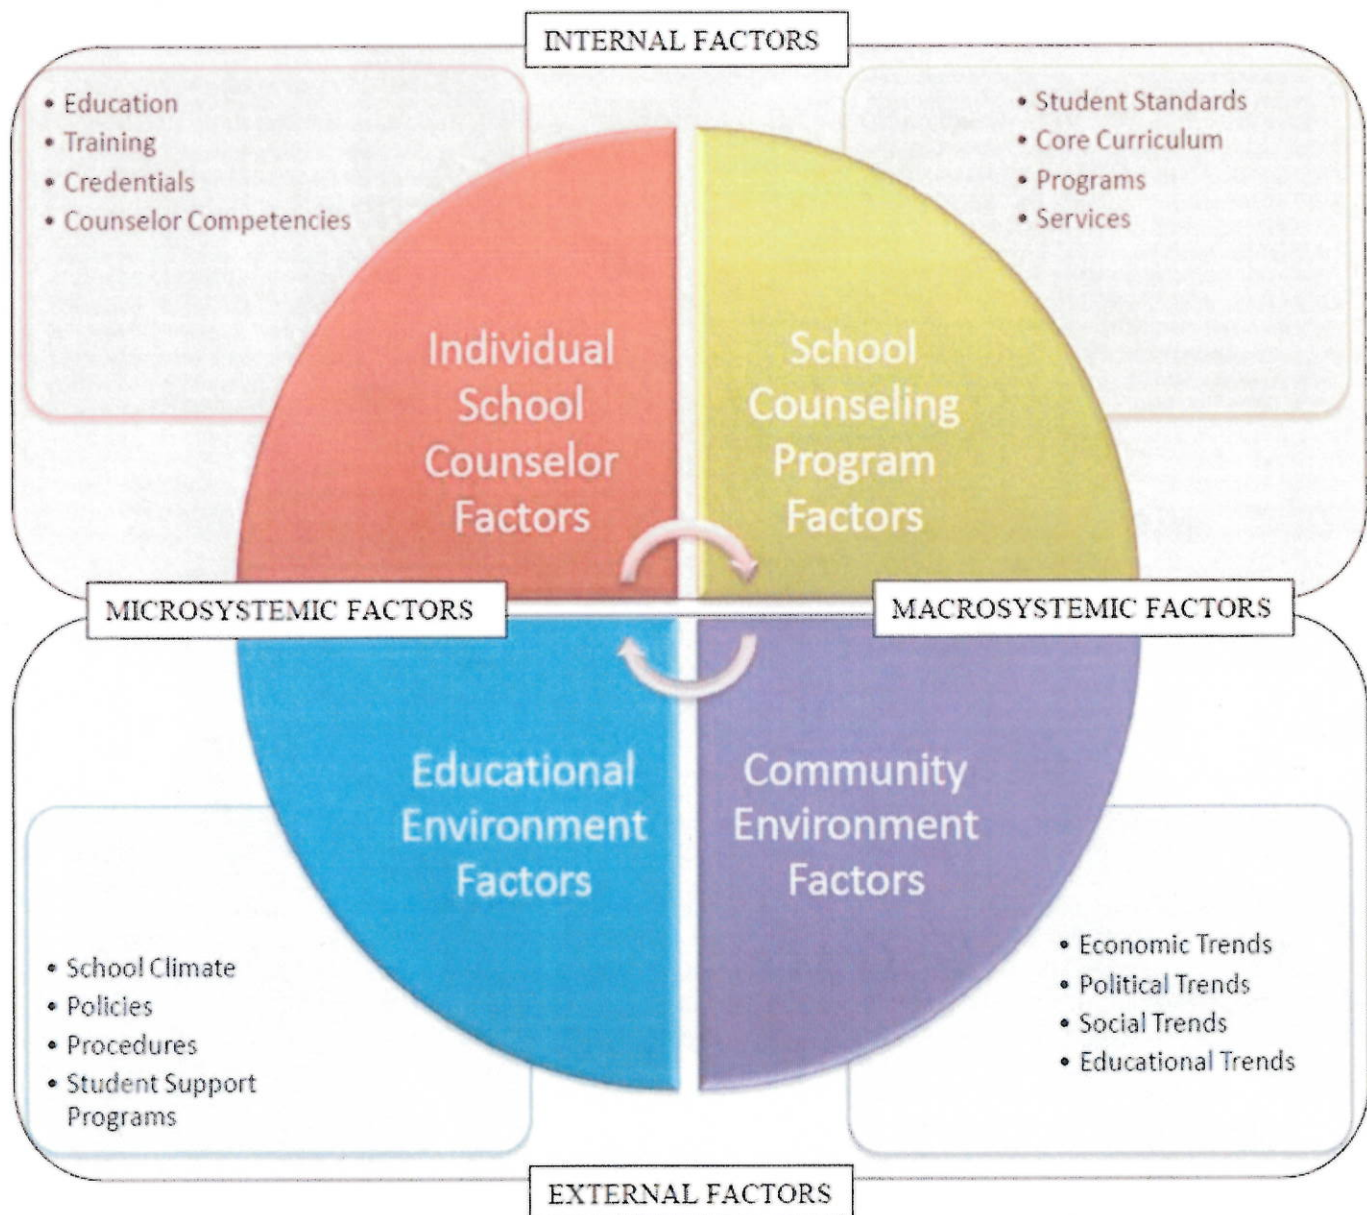 INTERNAL FACTORS
• Education
• Training
• Credentials
• Counselor Competencies
• Student Standards
• Core Curriculum
• Programs
• Services
Individual
School
Counselor
Factors
School
Counseling
Program
Factors
MICROSYSTEMIC FACTORS
MACROSYSTEMIC FACTORS
Educational
Environment
Factors
Community
Environment
Factors
• School Climate
• Policies
• Procedures
• Student Support
Programs
• Economic Trends
• Political Trends
• Social Trends
• Educational Trends
EXTERNAL FACTORS